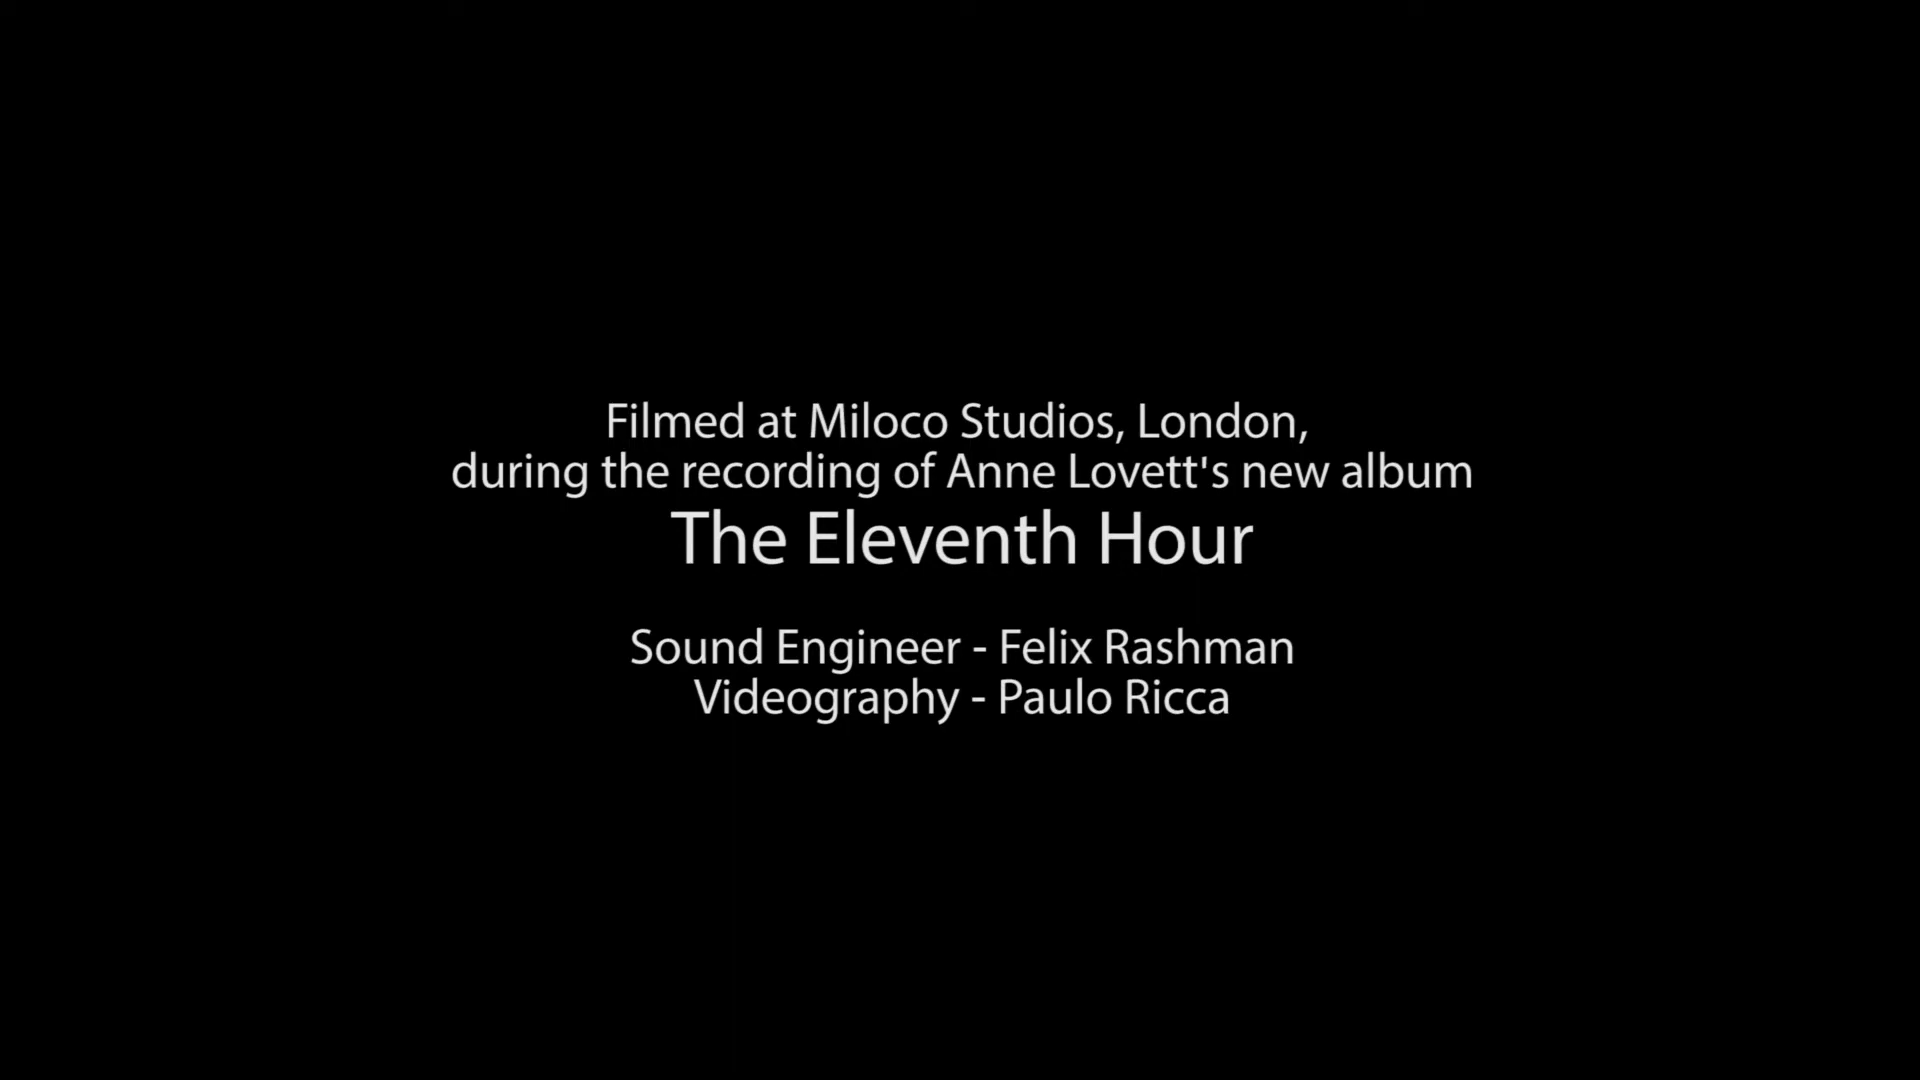 Filmed at Miloco Studios, London,
during the recording of Anne Lovett's new album
The Eleventh Hour
Sound Engineer - Felix Rashman
Videography - Paulo Ricca